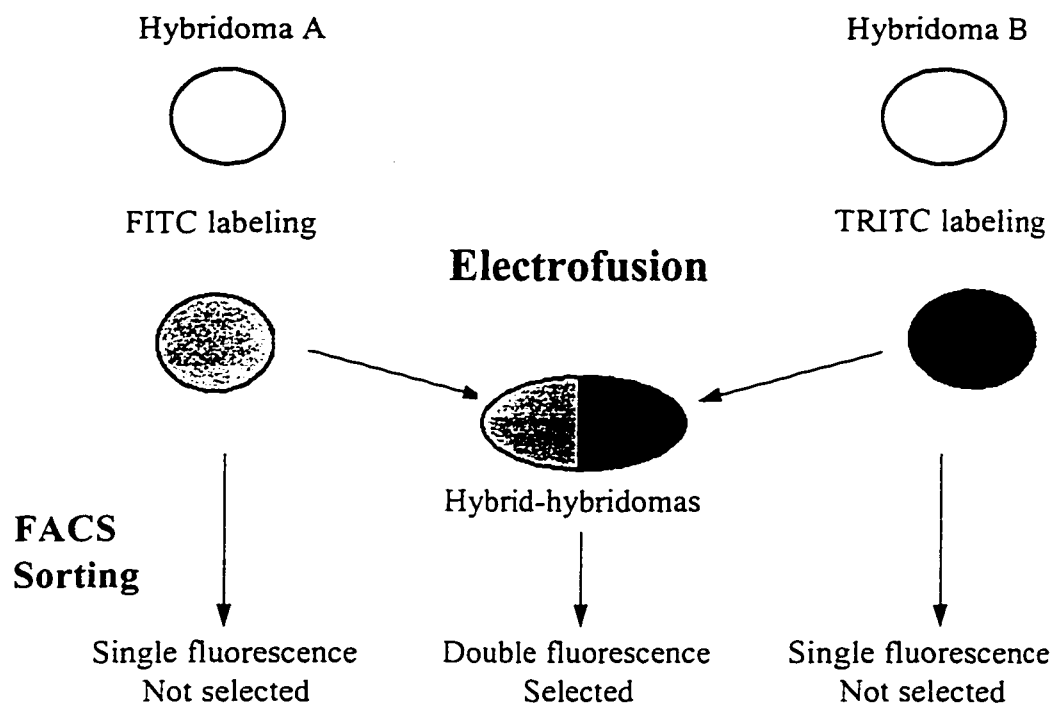 Hybridoma A
Hybridoma B
FITC labeling
TRITC labeling
Electrofusion
Hybrid-hybridomas
FACS
Sorting
Single fluorescence
Not selected
Double fluorescence
Selected
Single fluorescence
Not selected